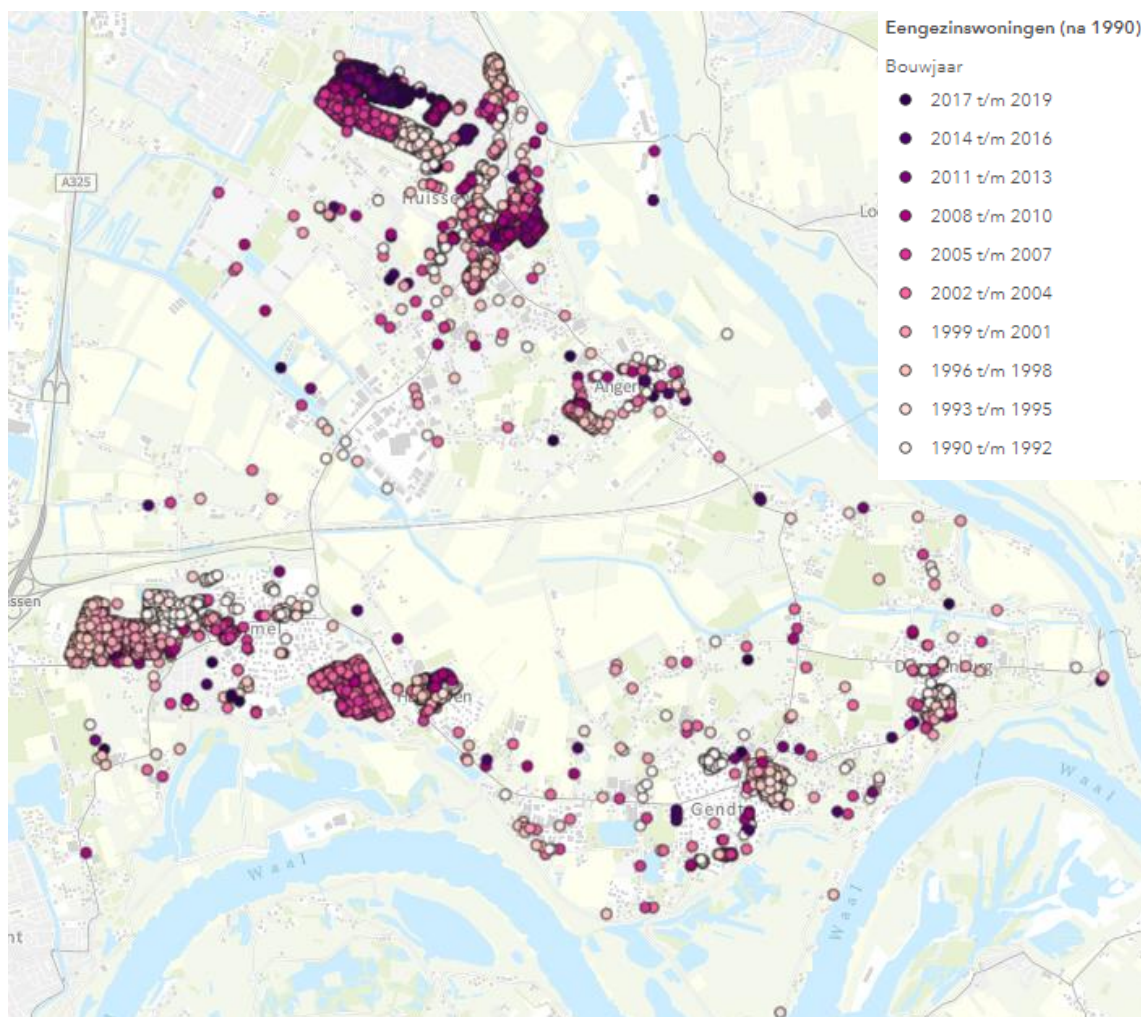 Eengezinswoningen (na 1990)
Bouwjaar
2017 t/m 2019
2014 t/m 2016
2011 t/m 2013
2008 t/m 2010
2005 t/m 2007
2002 t/m 2004
1999 t/m 2001
1996 t/m 1998
1993 t/m 1995
1990 t/m 1992
A325
Gendt
Waal
Waal
Waal